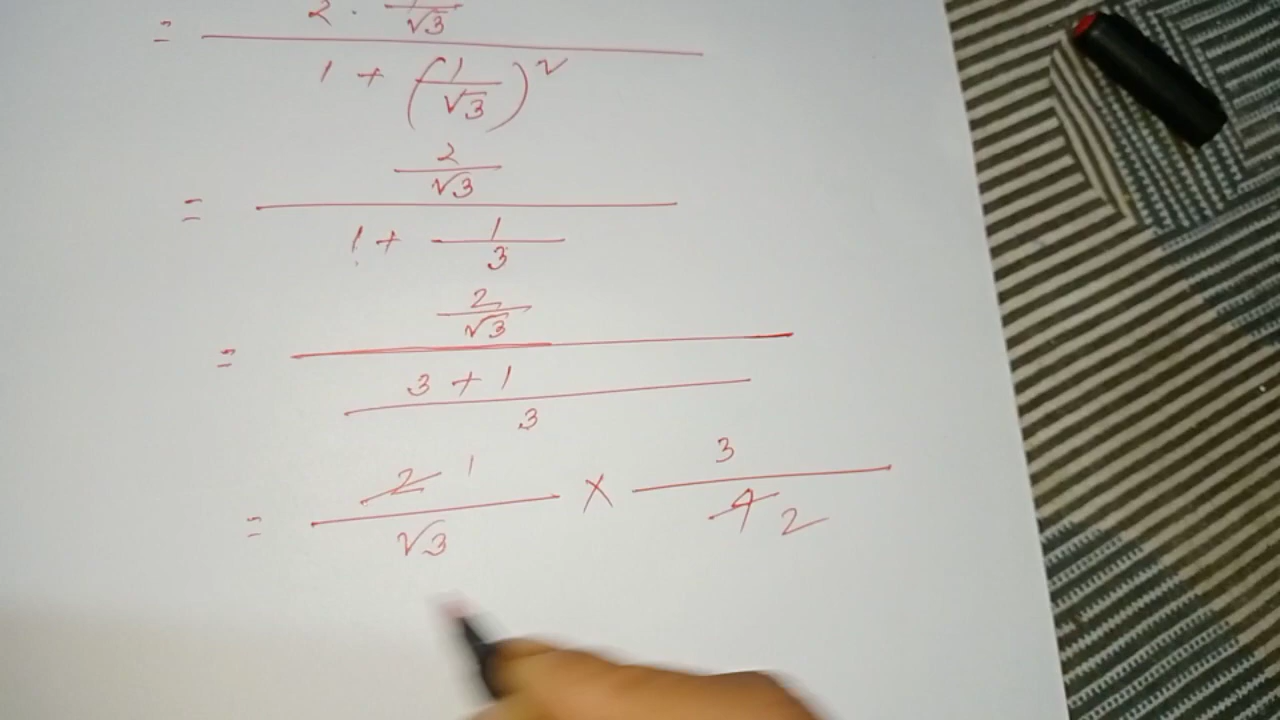 = 2 · 1/√3
1 + (1/√3)²
= 2/√3
1 + 1/3
= 2/√3
3 + 1
3
= 2 1/√3 × 3/4 2